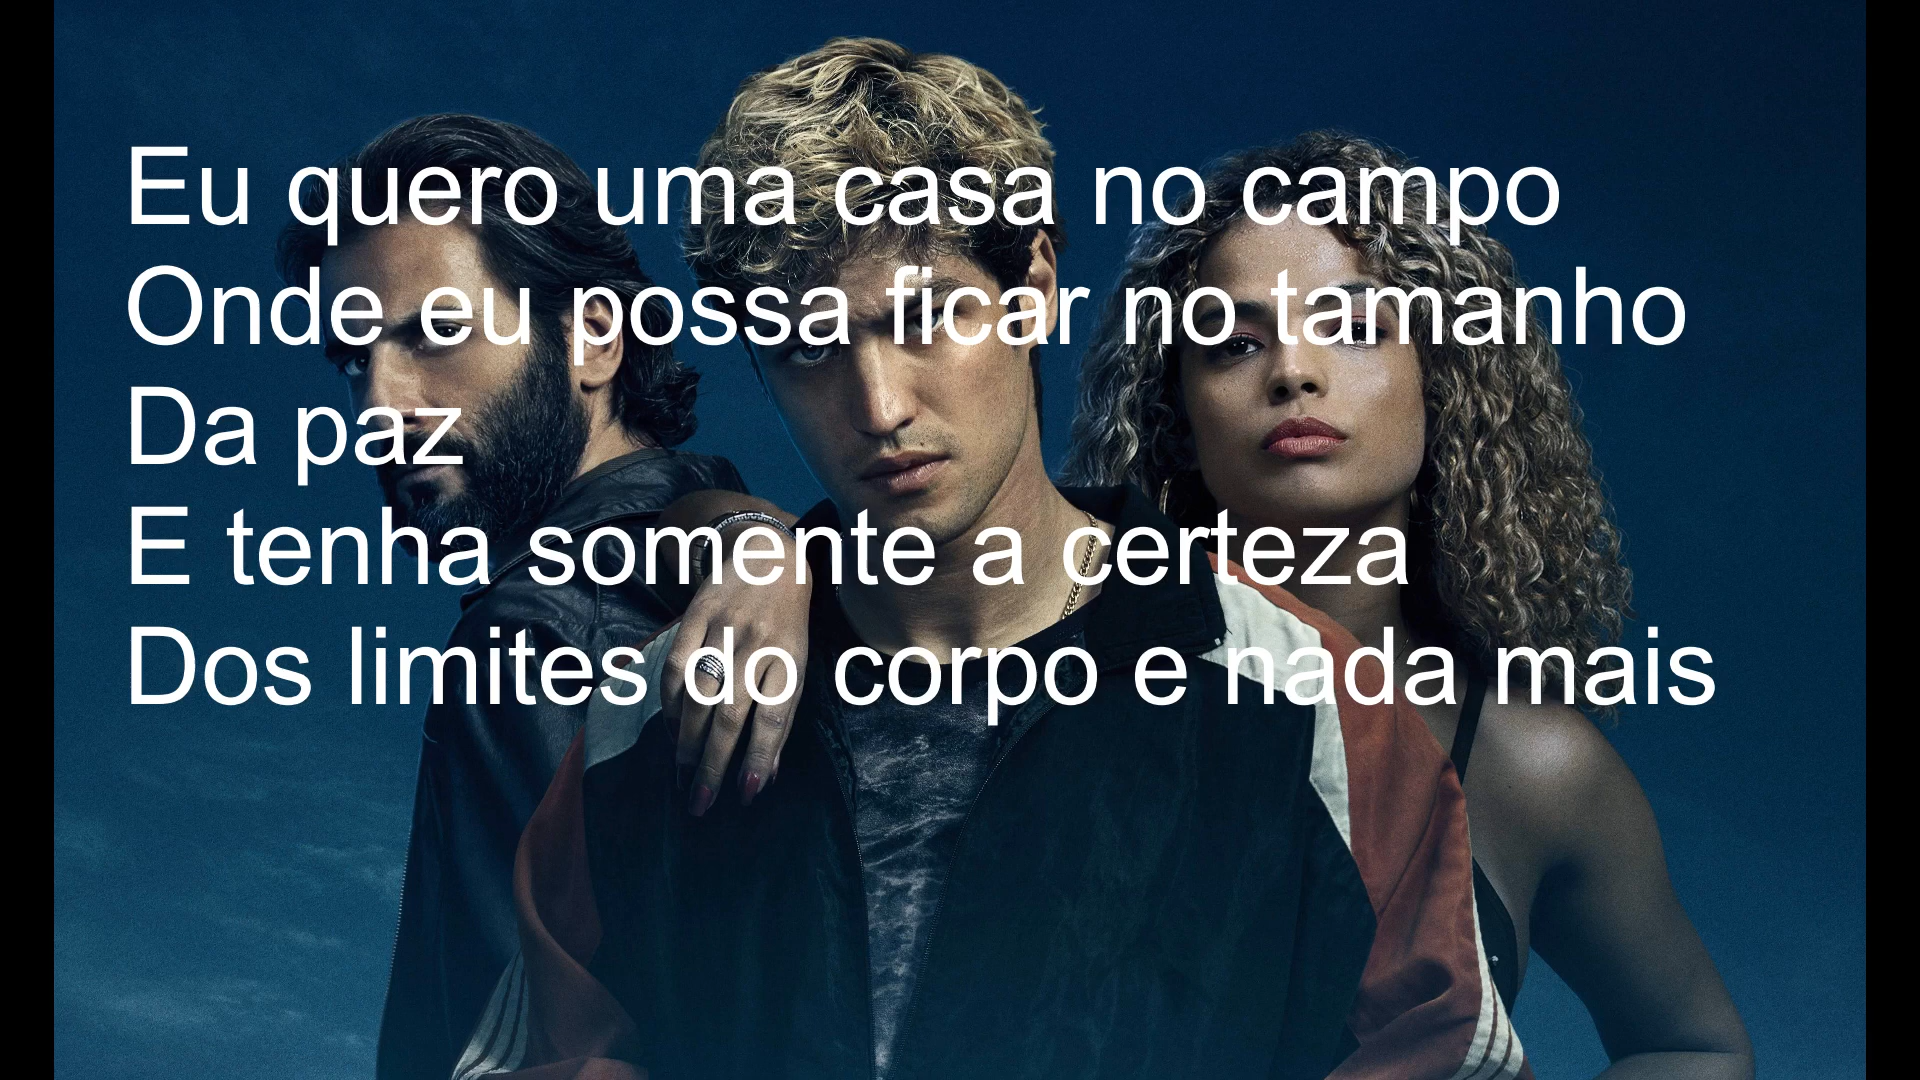 Eu quero uma casa no campo
Onde eu possa ficar no tamanho
Da paz
E tenha somente a certeza
Dos limites do corpo e nada mais